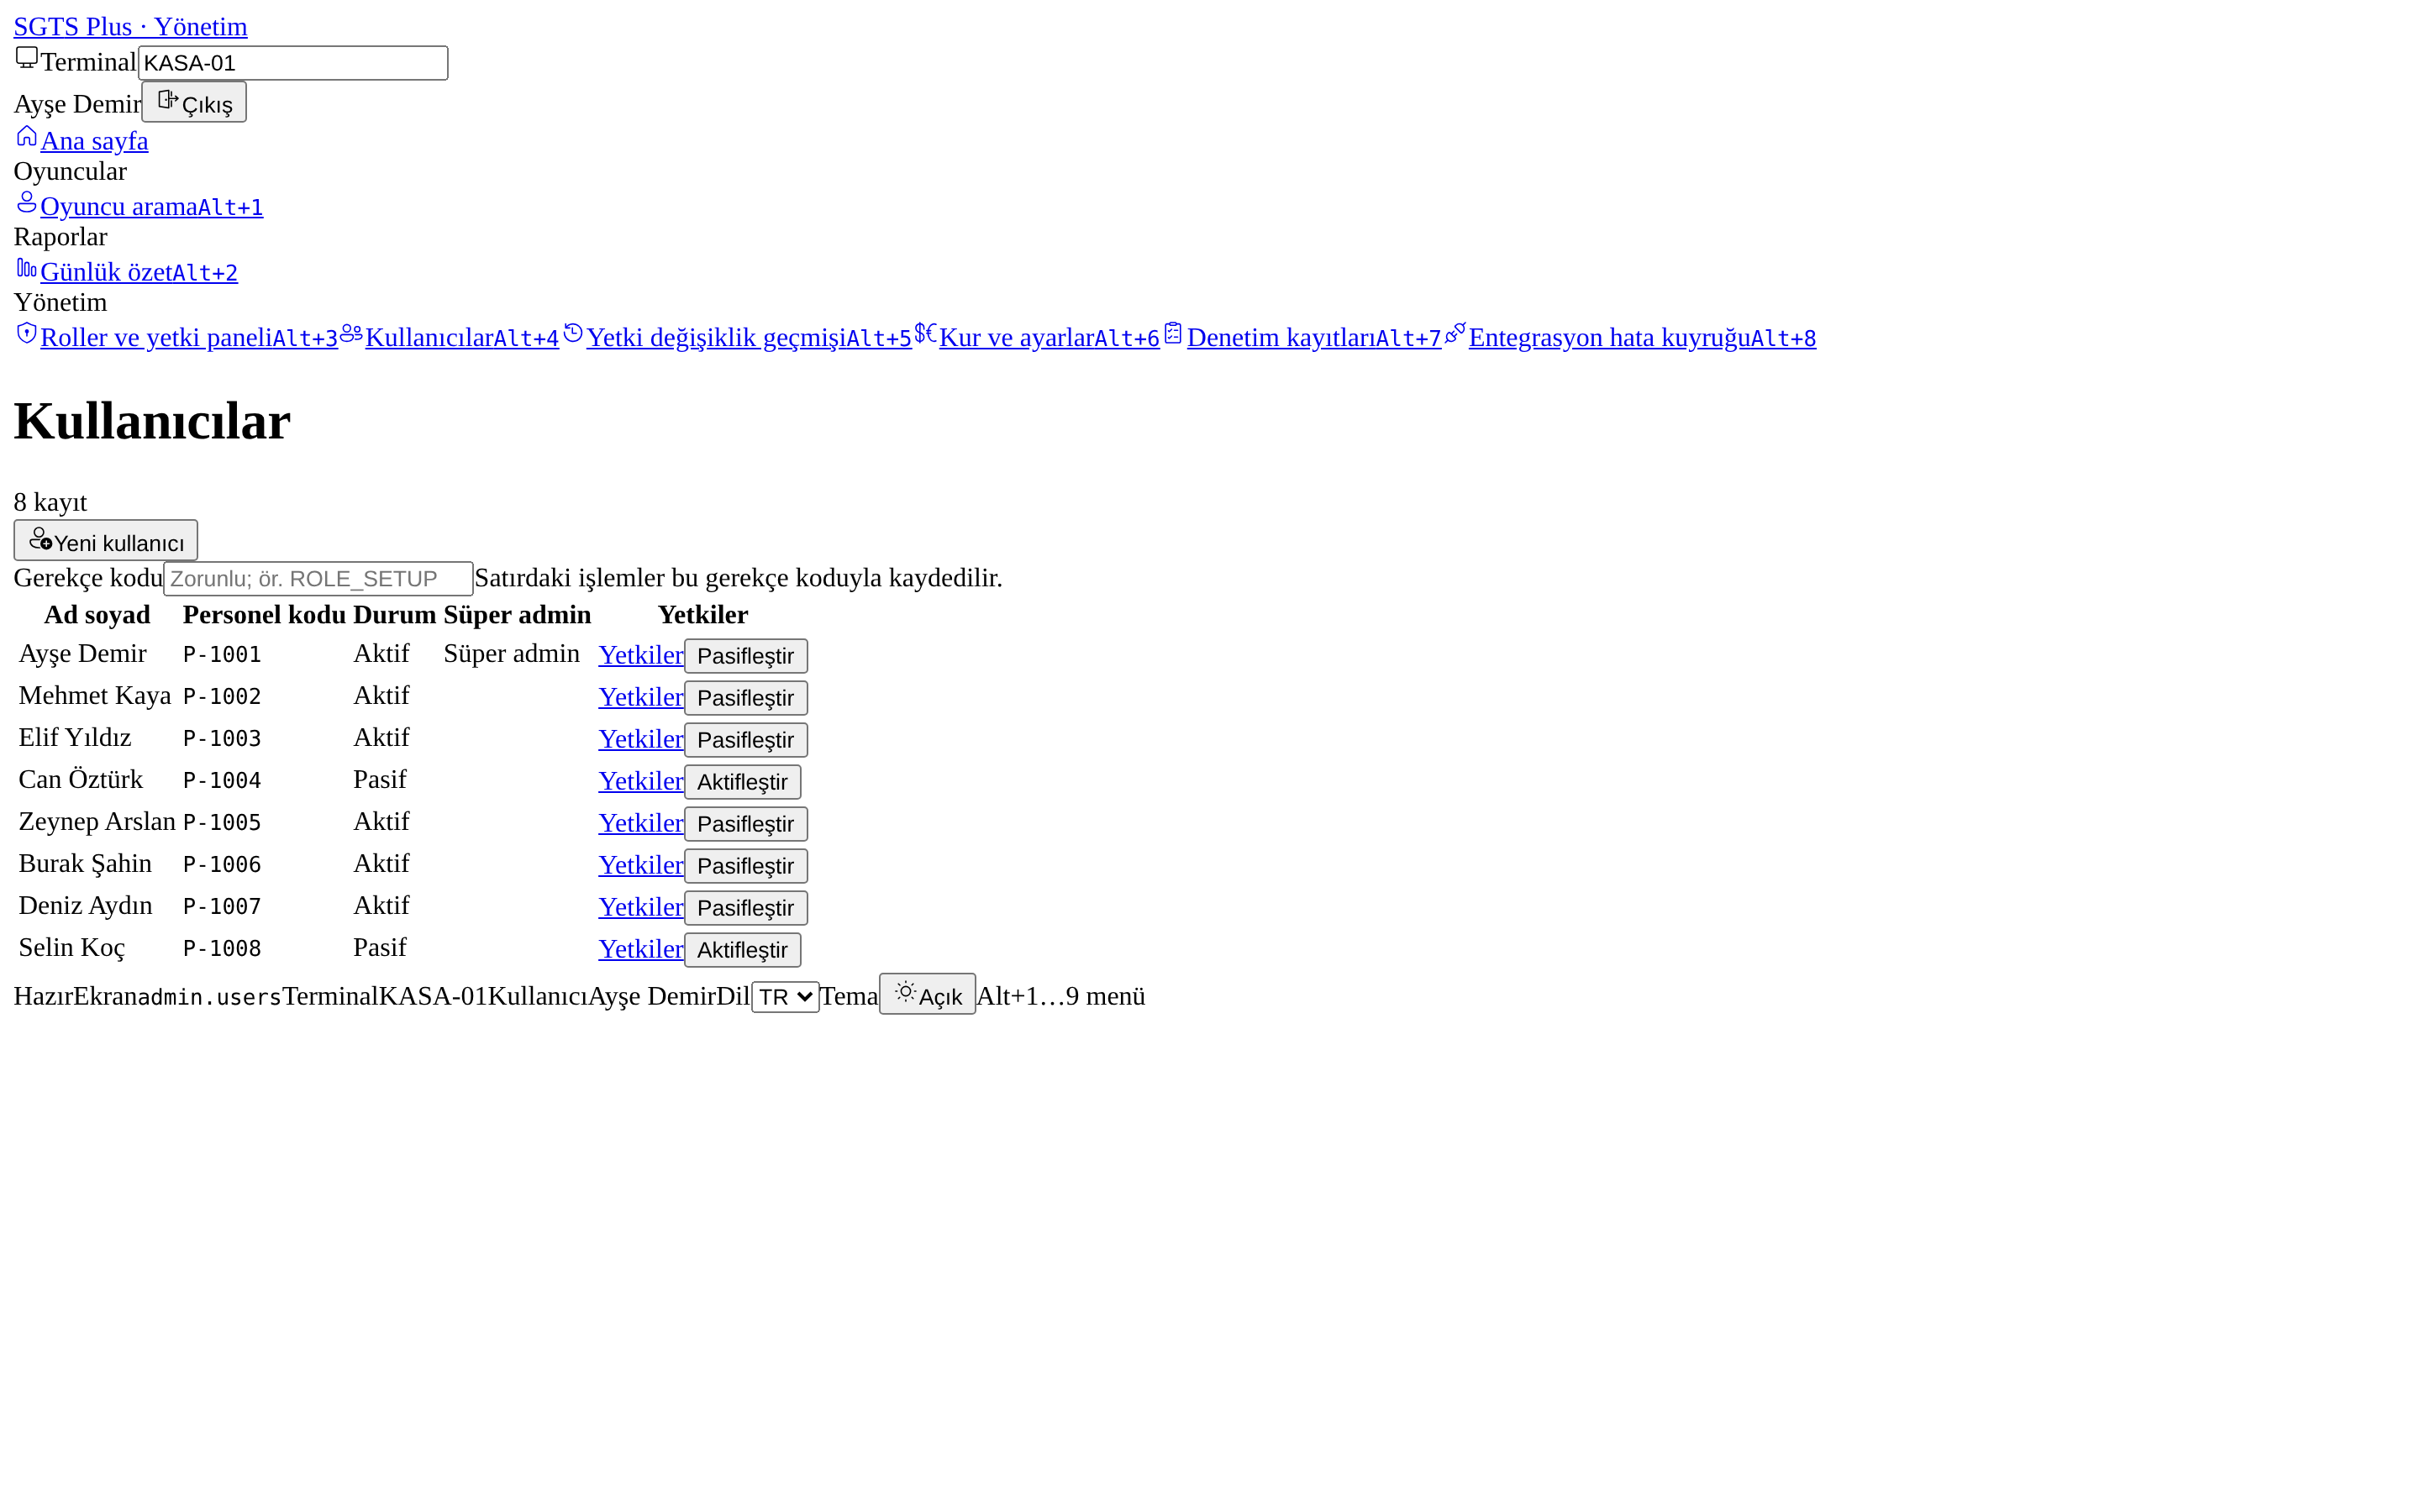 SGTS Plus · Yönetim
Terminal KASA-01
Ayşe Demir Çıkış
Ana sayfa
Oyuncular
Oyuncu arama Alt+1
Raporlar
Günlük özet Alt+2
Yönetim
Roller ve yetki paneli Alt+3 Kullanıcılar Alt+4 Yetki değişiklik geçmişi Alt+5 Kur ve ayarlar Alt+6 Denetim kayıtları Alt+7 Entegrasyon hata kuyruğu Alt+8
Kullanıcılar
8 kayıt
Yeni kullanıcı
Gerekçe kodu Zorunlu; ör. ROLE_SETUP Satırdaki işlemler bu gerekçe koduyla kaydedilir.
Ad soyad Personel kodu Durum Süper admin Yetkiler
Ayşe Demir P-1001 Aktif Süper admin Yetkiler Pasifleştir
Mehmet Kaya P-1002 Aktif Yetkiler Pasifleştir
Elif Yıldız P-1003 Aktif Yetkiler Pasifleştir
Can Öztürk P-1004 Pasif Yetkiler Aktifleştir
Zeynep Arslan P-1005 Aktif Yetkiler Pasifleştir
Burak Şahin P-1006 Aktif Yetkiler Pasifleştir
Deniz Aydın P-1007 Aktif Yetkiler Pasifleştir
Selin Koç P-1008 Pasif Yetkiler Aktifleştir
Hazır Ekran admin.users Terminal KASA-01 Kullanıcı Ayşe Demir Dil TR Tema Açık Alt+1…9 menü